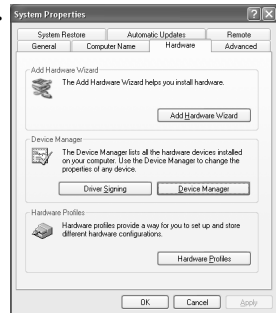 System Properties
System Restore
Automatic Updates
Remote
General
Computer Name
Hardware
Advanced
Add Hardware Wizard
The Add Hardware Wizard helps you install hardware.
Add Hardware Wizard
Device Manager
The Device Manager lists all the hardware devices installed
on your computer. Use the Device Manager to change the
properties of any device.
Driver Signing
Device Manager
Hardware Profiles
Hardware profiles provide a way for you to set up and store
different hardware configurations.
Hardware Profiles
OK
Cancel
Apply